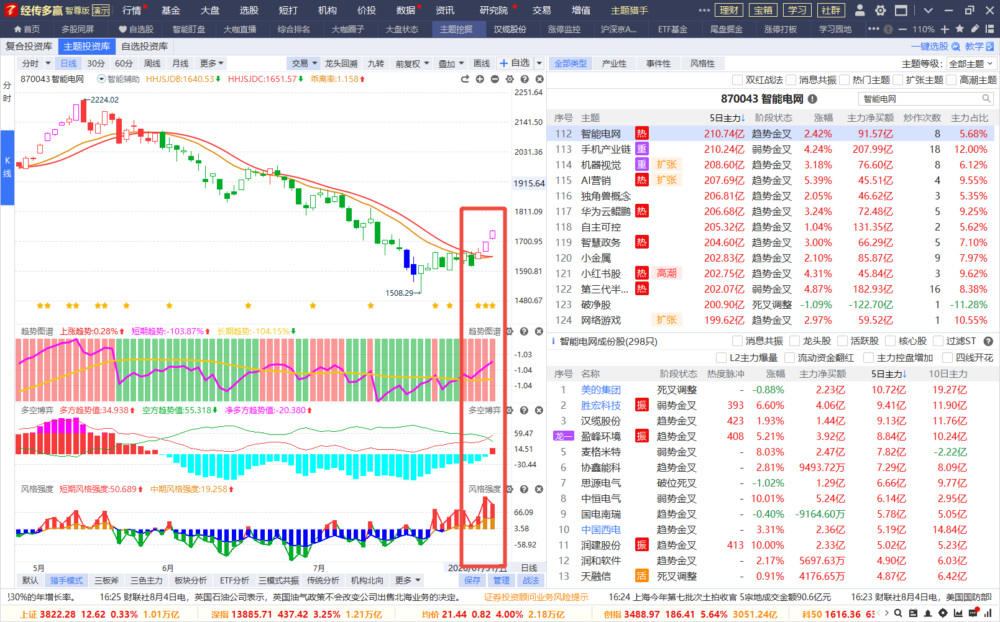 经传多赢 智尊版 演示 行情 基金 大盘 选股 短打 机构 价投 数据 资讯 研究院 交易 增值 主题猎手 理财 宝箱 学习 社群
首页 多股同屏 自选股 智能盯盘 大咖直播 综合排名 大咖圈子 大盘状态 主题挖掘 汉缆股份 涨停监控 沪深京A... ETF基金 尾盘掘金 涨停打板 学习园地 110%
复合投资库 主题投资库 自选投资库 一键选股 教学
分时 日线 30分 60分 周线 月线 更多 交易 龙头回溯 九转 前复权 叠加 画线 自选 全部类型 产业性 事件性 风格性 主题等级: 全部主题
分时
K线
870043 智能电网 智能辅助 HHJSJDB:1640.53 HHJSJDC:1651.57 乖离率:1.158
双红战法 消息共振 热门主题 扩张主题 高潮主题
2251.64
2141.50
2031.36
1915.64
1811.09
1700.95
1590.81
1480.67
2224.02
1508.29
870043 智能电网 智能电网
序号 主题 5日主力↓ 阶段状态 涨幅 主力净买额 炒作次数 主力占比
112 智能电网 热 210.74亿 趋势金叉 2.42% 91.57亿 8 5.68%
113 手机产业链 重 210.24亿 弱势金叉 4.24% 207.99亿 18 12.00%
114 机器视觉 重 扩张 208.60亿 趋势金叉 3.18% 76.60亿 8 6.12%
115 AI营销 热 扩张 207.69亿 趋势金叉 5.39% 45.51亿 4 9.55%
116 独角兽概念 206.81亿 趋势金叉 2.05% 46.62亿 3 5.35%
117 华为云鲲鹏 热 206.68亿 趋势金叉 3.24% 72.48亿 5 9.25%
118 自主可控 205.32亿 趋势金叉 1.04% 131.35亿 2 5.62%
119 智慧政务 热 204.60亿 趋势金叉 3.00% 66.29亿 5 7.10%
120 小金属 202.83亿 趋势金叉 2.10% 85.87亿 9 7.97%
121 小红书股 热 高潮 202.75亿 趋势金叉 4.31% 45.84亿 3 9.62%
122 第三代半... 热 202.07亿 弱势金叉 4.87% 182.93亿 16 8.38%
123 破净股 200.90亿 死叉调整 -1.09% -122.70亿 1 -11.28%
124 网络游戏 扩张 199.62亿 趋势金叉 2.97% 59.52亿 1 10.55%
趋势图谱 上涨趋势:0.28% 短期趋势:-103.87% 长期趋势:-104.15% 趋势图谱
-1.03
-1.04
-1.04
多空博弈 多方趋势值:34.938 空方趋势值:55.318 净多方趋势值:-20.380 多空博弈
59.47
14.51
-30.44
风格强度 短期风格强度:50.689 中期风格强度:19.258 风格强度
66.09
3.58
-58.92
5月 6月 7月 日线
默认 猎手模式 三板斧 三色主力 板块分析 ETF分析 三模式共振 传统分析 机构北向 更多 保存 管理 战法
智能电网成份股(298只) 消息共振 龙头股 活跃股 核心股 过滤ST
L2主力爆量 流动资金翻红 主力控盘增加 四线开花
序号 名称 阶段状态 热度脉冲 涨幅 主力净买额 5日主力↓ 10日主力
1 美的集团 死叉调整 - -0.88% 2.23亿 10.72亿 19.27亿
2 胜宏科技 振 弱势金叉 393 6.60% 4.06亿 9.41亿 11.90亿
3 汉缆股份 趋势金叉 423 1.93% 1.44亿 9.13亿 11.76亿
龙一 盈峰环境 振 趋势金叉 408 5.21% 3.92亿 8.84亿 10.24亿
5 麦格米特 弱势金叉 - 8.03% 2.47亿 7.82亿 -2.22亿
6 协鑫能科 趋势金叉 - 2.81% 9493.72万 7.29亿 8.09亿
7 思源电气 破位死叉 - -1.02% 1.29亿 6.66亿 9.77亿
8 中恒电气 弱势金叉 - 10.01% 5.24亿 6.14亿 2.95亿
9 国电南瑞 趋势金叉 - -0.40% -9164.60万 5.78亿 5.05亿
10 中国西电 趋势金叉 - 3.31% 2.36亿 5.19亿 14.84亿
11 润建股份 振 趋势金叉 413 10.00% 2.33亿 5.02亿 5.23亿
12 润和软件 趋势金叉 - 2.17% 5697.63万 4.90亿 6.03亿
13 天融信 活 死叉调整 - 0.91% 4176.65万 4.87亿 6.42亿
30%的年增长率。 16:25 财联社8月4日电，英国石油公司表示，英国油气政策不会改变公司出售北海业务的决定。 证券投资顾问业务风险提示 16:24 上海今年第七批次土拍收官 5宗地成交金额90.6亿元 16:23 财联社8月4日电，美国国防部
上证 3822.28 12.62 0.33% 1.01万亿 深指 13885.71 437.42 3.25% 1.21万亿 均价 21.44 0.82 4.00% 2.18万亿 创指 3488.97 186.41 5.64% 3051.24亿 科50 1616.36